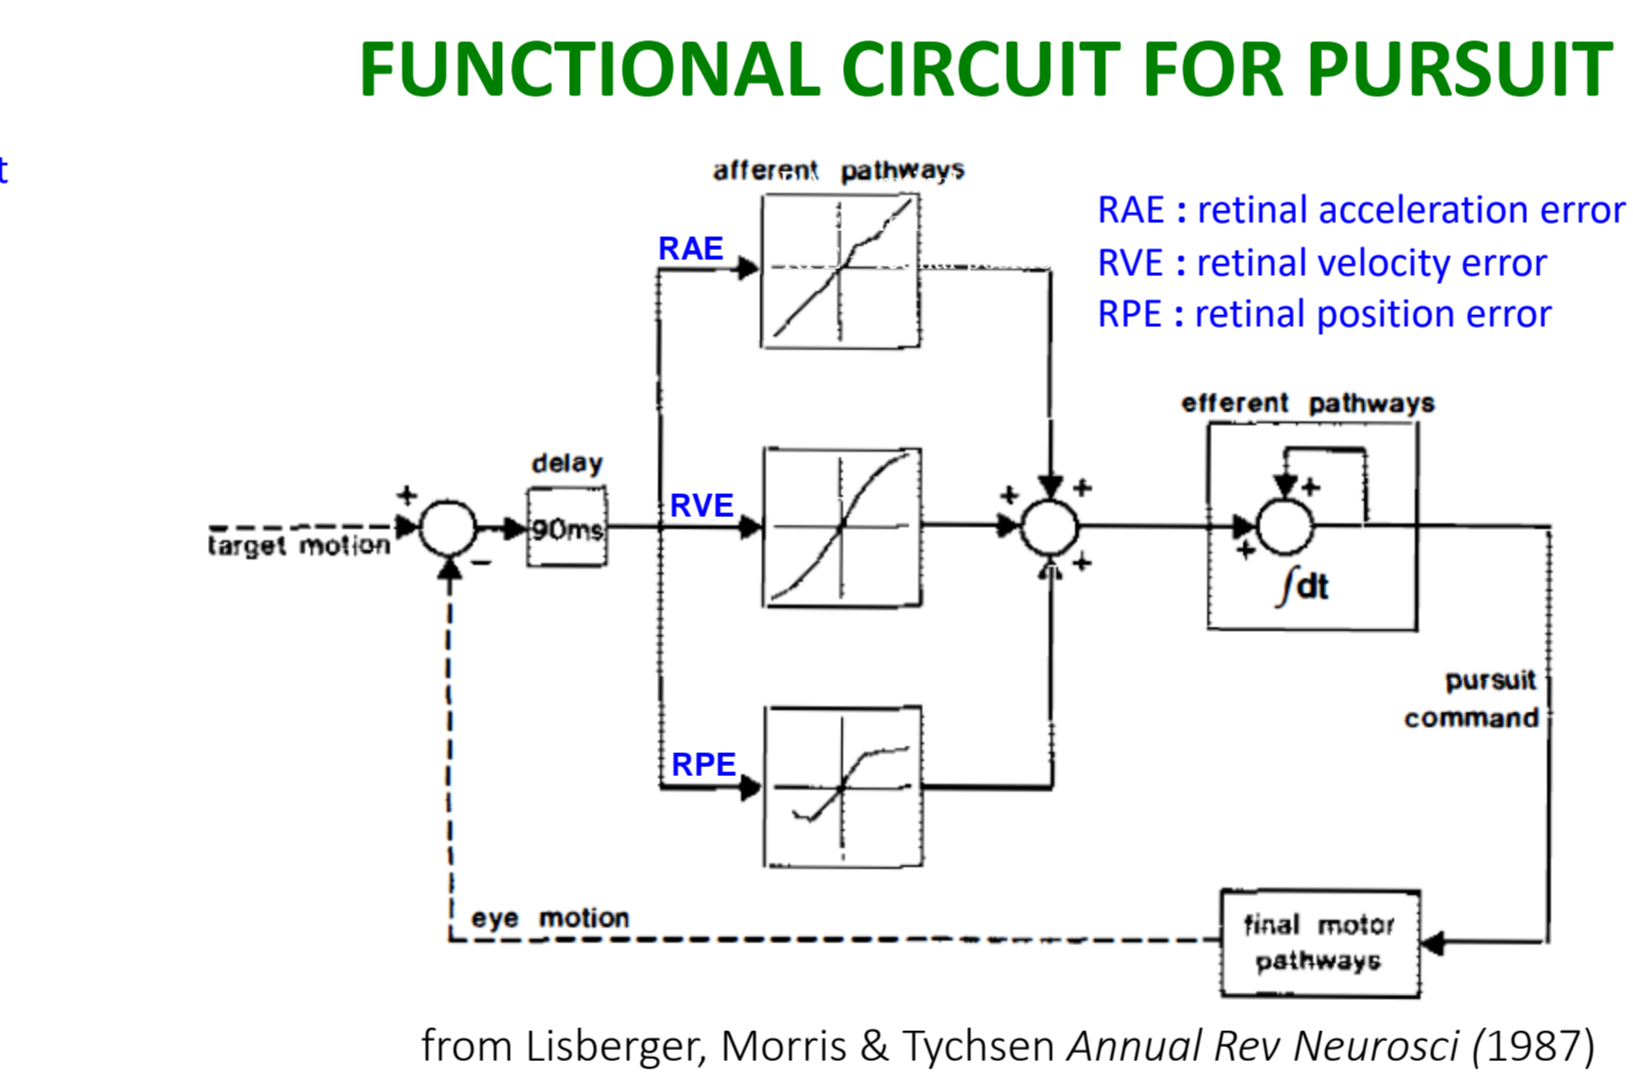 FUNCTIONAL CIRCUIT FOR PURSUIT
t
afferent pathways
RAE : retinal acceleration error
RVE : retinal velocity error
RPE : retinal position error
RAE
efferent pathways
delay
+
+
+
+
RVE
90ms
target motion
−
+
+
∫dt
RPE
pursuit
command
eye motion
final motor
pathways
from Lisberger, Morris & Tychsen Annual Rev Neurosci (1987)